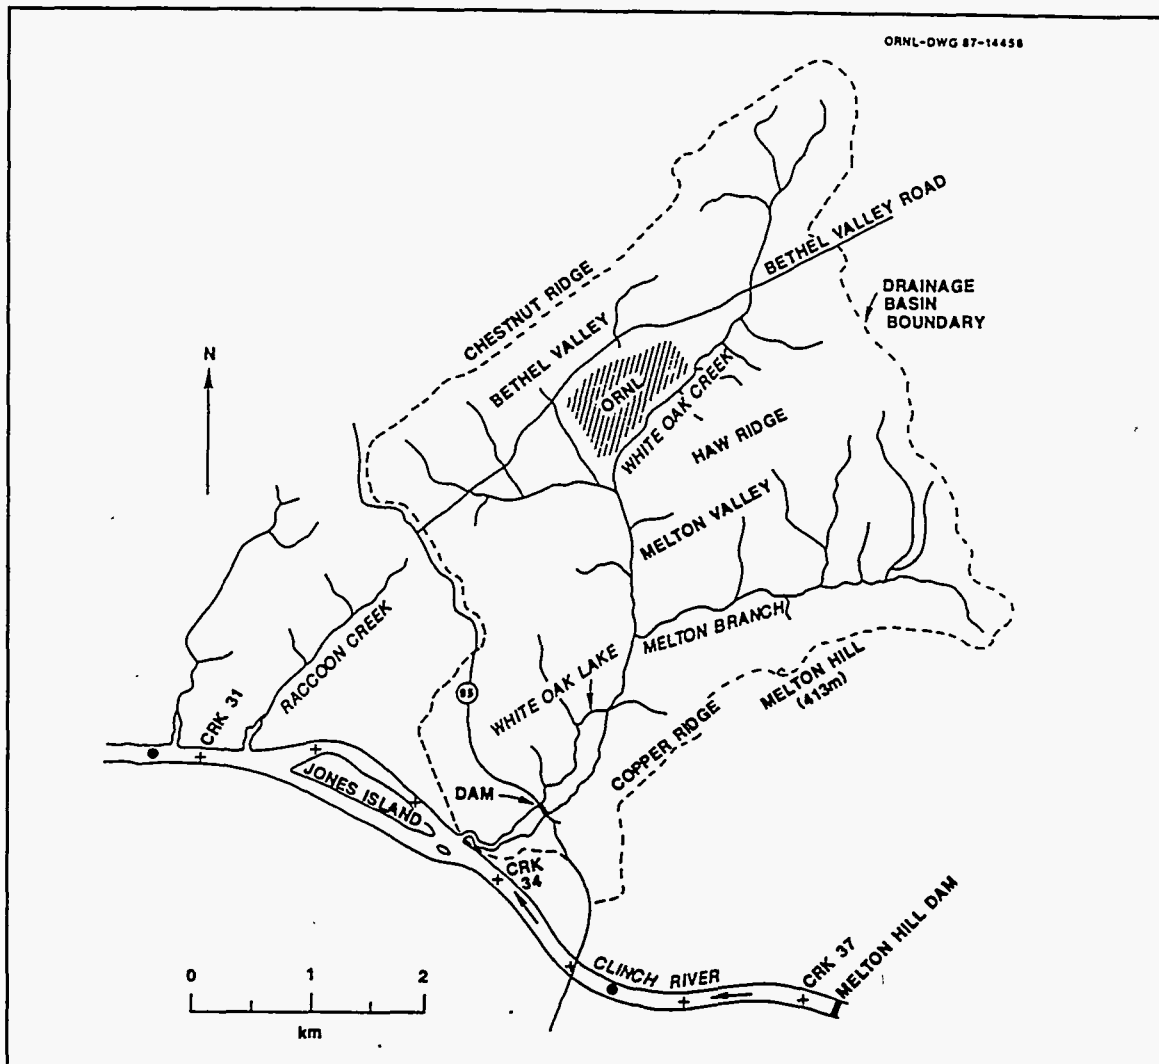 ORNL-DWG 87-14458
BETHEL VALLEY ROAD
CHESTNUT RIDGE
DRAINAGE
BASIN
BOUNDARY
BETHEL VALLEY
N
ORNL
WHITE OAK CREEK
HAW RIDGE
MELTON VALLEY
RACCOON CREEK
MELTON BRANCH
WHITE OAK LAKE
MELTON HILL
(413m)
95
CRK 31
COPPER RIDGE
JONES ISLAND
DAM
CRK
34
CLINCH RIVER
CRK 37
MELTON HILL DAM
0 1 2
km